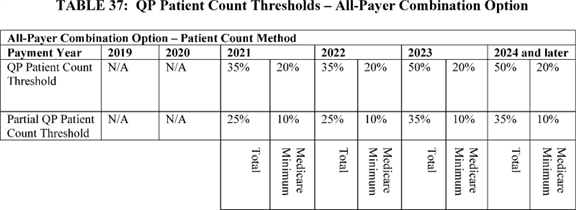 TABLE 37: QP Patient Count Thresholds – All-Payer Combination Option
All-Payer Combination Option – Patient Count Method
Payment Year 2019 2020 2021 2022 2023 2024 and later
QP Patient Count N/A N/A 35% 20% 35% 20% 50% 20% 50% 20%
Threshold
Partial QP Patient N/A N/A 25% 10% 25% 10% 35% 10% 35% 10%
Count Threshold
Total Medicare Minimum Total Medicare Minimum Total Medicare Minimum Total Medicare Minimum